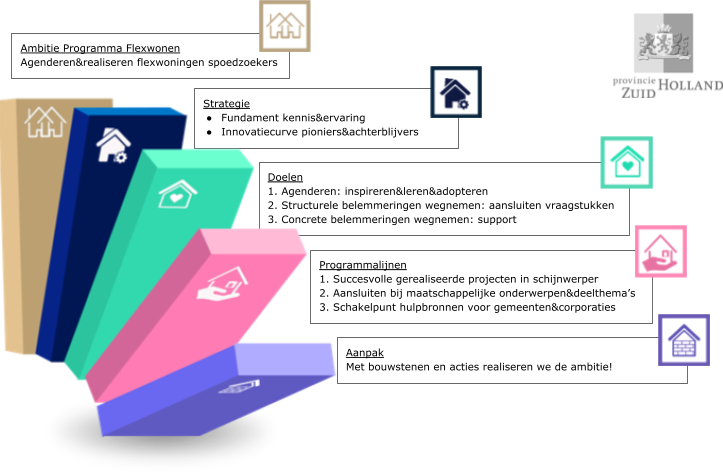 Ambitie Programma Flexwonen
Agenderen&realiseren flexwoningen spoedzoekers
provincie
ZUID HOLLAND
Strategie
● Fundament kennis&ervaring
● Innovatiecurve pioniers&achterblijvers
Doelen
1. Agenderen: inspireren&leren&adopteren
2. Structurele belemmeringen wegnemen: aansluiten vraagstukken
3. Concrete belemmeringen wegnemen: support
Programmalijnen
1. Succesvolle gerealiseerde projecten in schijnwerper
2. Aansluiten bij maatschappelijke onderwerpen&deelthema's
3. Schakelpunt hulpbronnen voor gemeenten&corporaties
Aanpak
Met bouwstenen en acties realiseren we de ambitie!